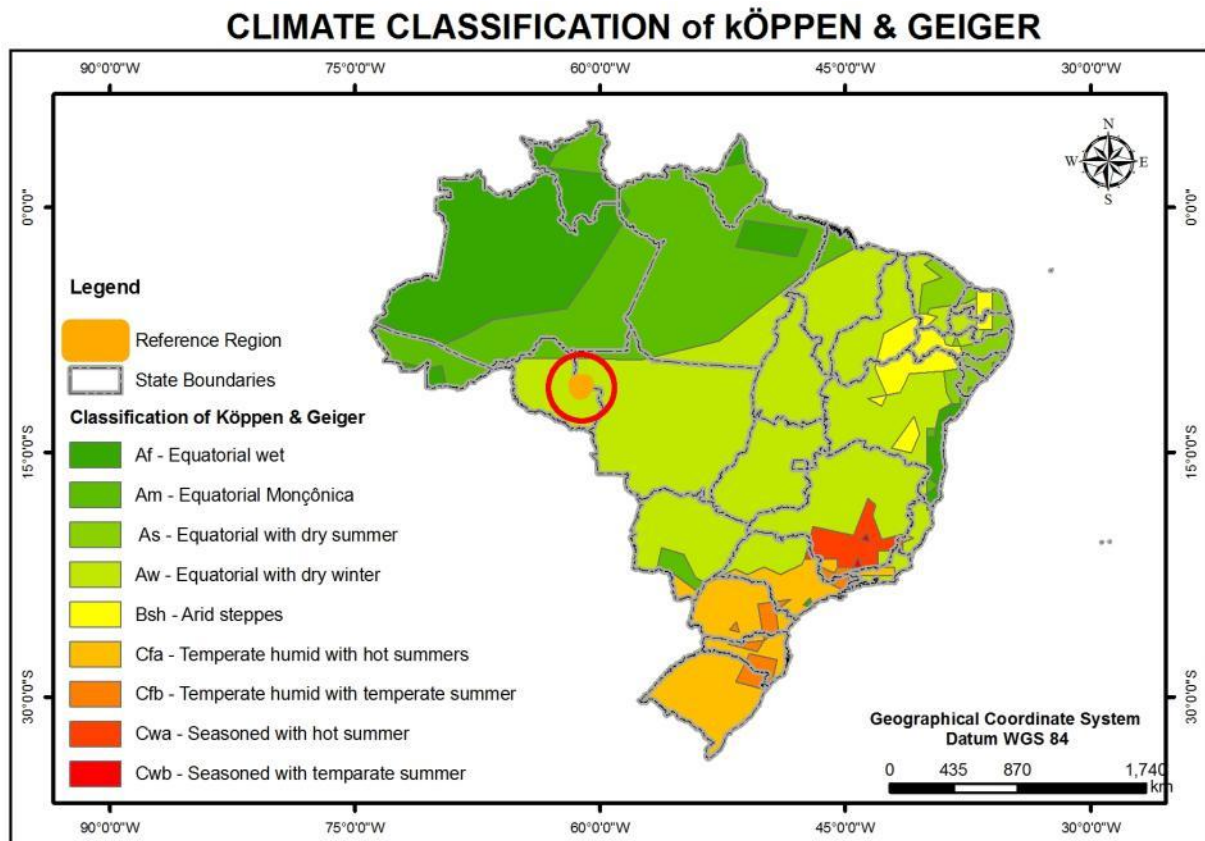 CLIMATE CLASSIFICATION of kÖPPEN & GEIGER
90°0'0"W 75°0'0"W 60°0'0"W 45°0'0"W 30°0'0"W
N
W E
S
0°0'0" 0°0'0"
Legend
Reference Region
State Boundaries
Classification of Köppen & Geiger
Af - Equatorial wet
15°0'0"S 15°0'0"S
Am - Equatorial Monçônica
As - Equatorial with dry summer
Aw - Equatorial with dry winter
Bsh - Arid steppes
Cfa - Temperate humid with hot summers
Cfb - Temperate humid with temperate summer
30°0'0"S 30°0'0"S
Cwa - Seasoned with hot summer
Cwb - Seasoned with temparate summer
Geographical Coordinate System
Datum WGS 84
0 435 870 1,740
km
90°0'0"W 75°0'0"W 60°0'0"W 45°0'0"W 30°0'0"W